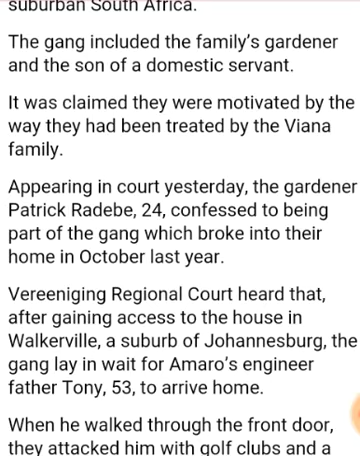 suburban South Africa.
The gang included the family's gardener
and the son of a domestic servant.
It was claimed they were motivated by the
way they had been treated by the Viana
family.
Appearing in court yesterday, the gardener
Patrick Radebe, 24, confessed to being
part of the gang which broke into their
home in October last year.
Vereeniging Regional Court heard that,
after gaining access to the house in
Walkerville, a suburb of Johannesburg, the
gang lay in wait for Amaro's engineer
father Tony, 53, to arrive home.
When he walked through the front door,
they attacked him with golf clubs and a